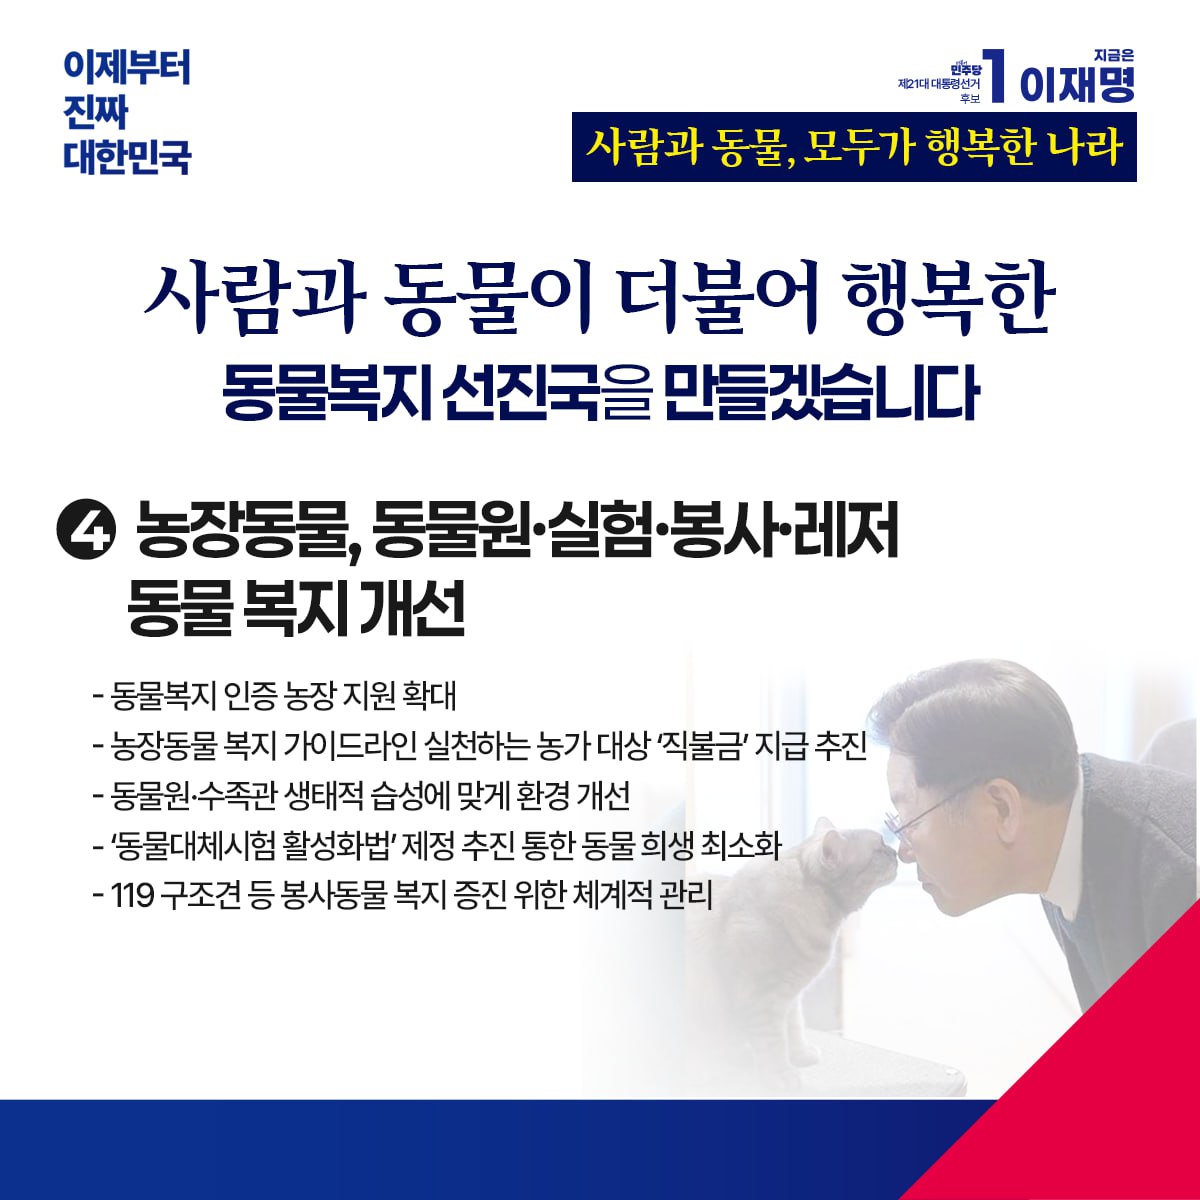 이제부터
진짜
대한민국
지금은
민주당
제21대 대통령선거
후보
1 이재명
사람과 동물, 모두가 행복한 나라
사람과 동물이 더불어 행복한
동물복지 선진국을 만들겠습니다
4 농장동물, 동물원·실험·봉사·레저
동물 복지 개선
- 동물복지 인증 농장 지원 확대
- 농장동물 복지 가이드라인 실천하는 농가 대상 ‘직불금’ 지급 추진
- 동물원·수족관 생태적 습성에 맞게 환경 개선
- ‘동물대체시험 활성화법’ 제정 추진 통한 동물 희생 최소화
- 119 구조견 등 봉사동물 복지 증진 위한 체계적 관리